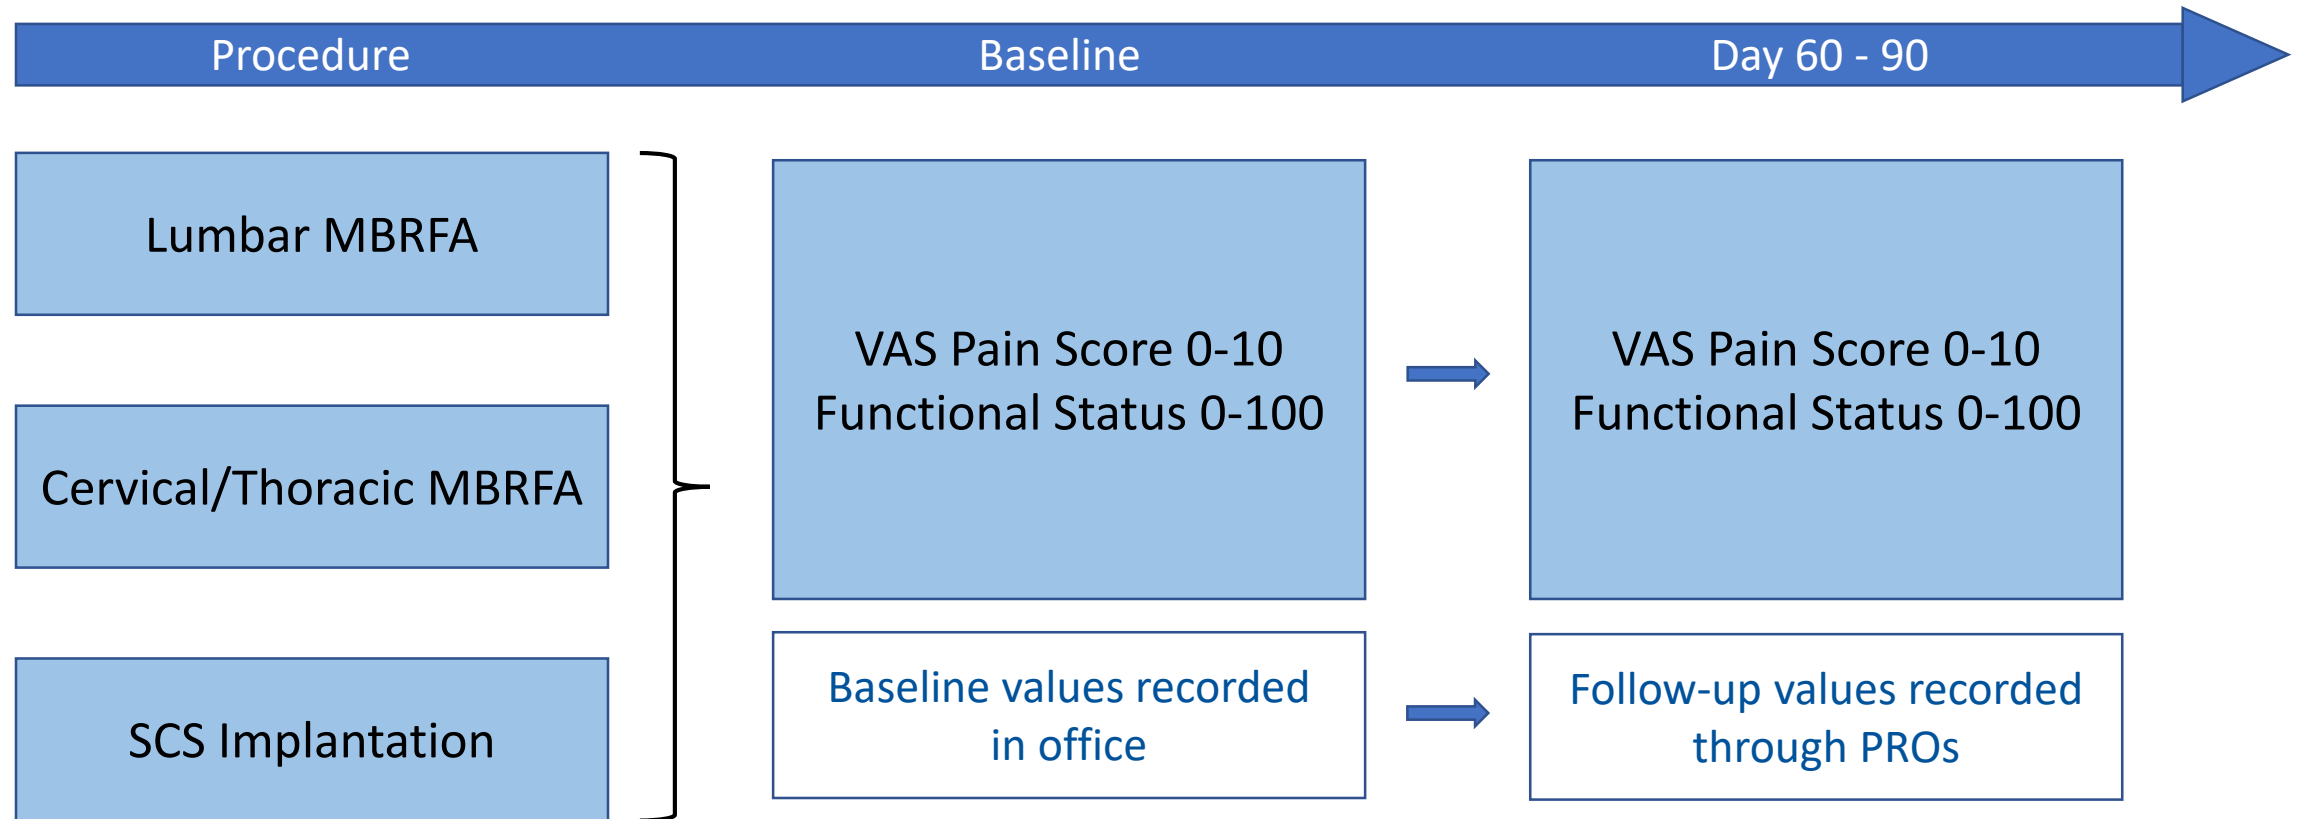 Procedure
Baseline
Day 60 - 90
Lumbar MBRFA
Cervical/Thoracic MBRFA
SCS Implantation
VAS Pain Score 0-10
Functional Status 0-100
Baseline values recorded
in office
VAS Pain Score 0-10
Functional Status 0-100
Follow-up values recorded
through PROs